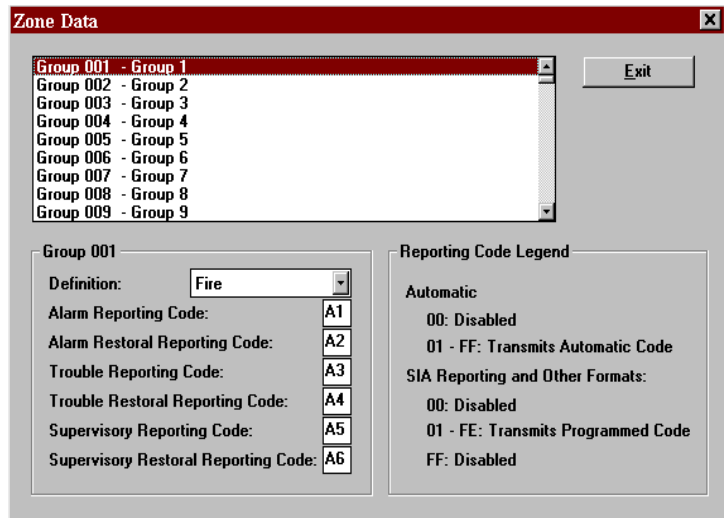 Zone Data
Group 001 - Group 1
Group 002 - Group 2
Group 003 - Group 3
Group 004 - Group 4
Group 005 - Group 5
Group 006 - Group 6
Group 007 - Group 7
Group 008 - Group 8
Group 009 - Group 9
Exit
Group 001
Definition: Fire
Alarm Reporting Code: A1
Alarm Restoral Reporting Code: A2
Trouble Reporting Code: A3
Trouble Restoral Reporting Code: A4
Supervisory Reporting Code: A5
Supervisory Restoral Reporting Code: A6
Reporting Code Legend
Automatic
00: Disabled
01 - FF: Transmits Automatic Code
SIA Reporting and Other Formats:
00: Disabled
01 - FE: Transmits Programmed Code
FF: Disabled